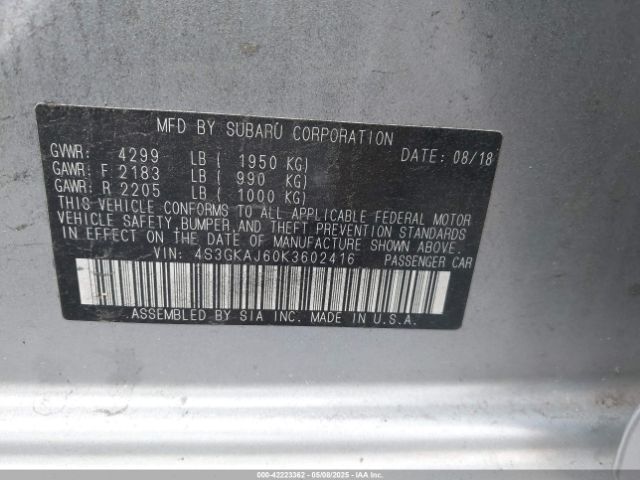 MFD BY SUBARU CORPORATION
GVWR: 4299 LB ( 1950 KG) DATE: 08/18
GAWR: F 2183 LB ( 990 KG)
GAWR: R 2205 LB ( 1000 KG)
THIS VEHICLE CONFORMS TO ALL APPLICABLE FEDERAL MOTOR
VEHICLE SAFETY, BUMPER, AND THEFT PREVENTION STANDARDS
IN EFFECT ON THE DATE OF MANUFACTURE SHOWN ABOVE.
VIN: 4S3GKAJ60K3602416 PASSENGER CAR
ASSEMBLED BY SIA INC. MADE IN U.S.A.
000-42223362 - 05/08/2025 - IAA Inc.